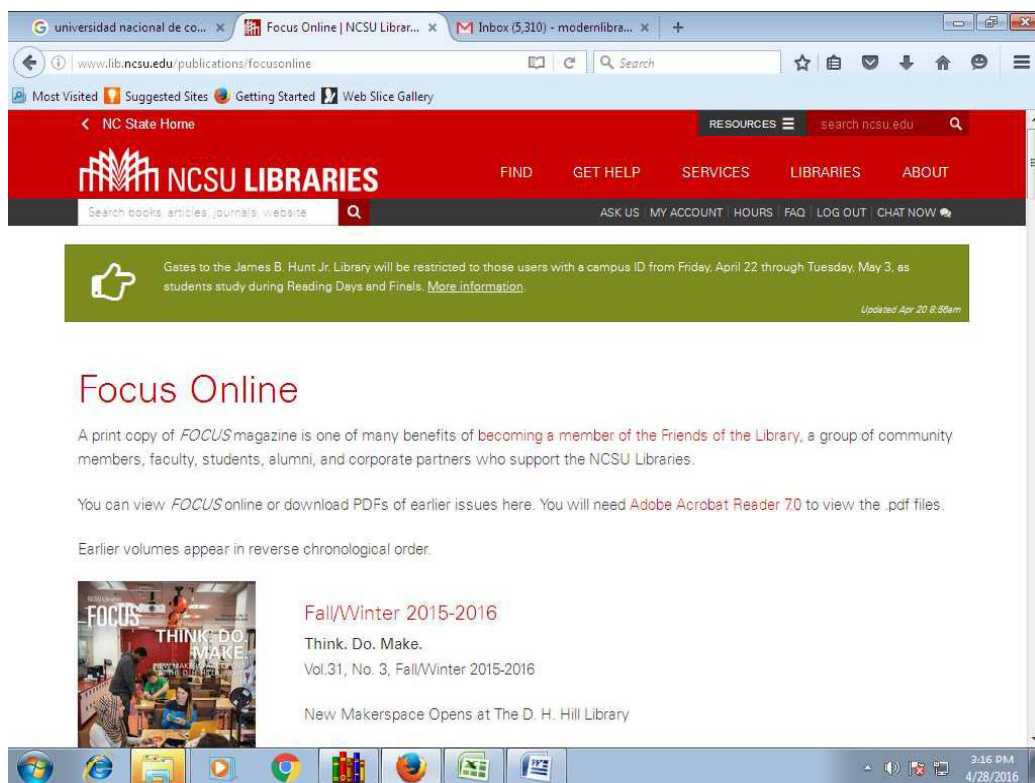 universidad nacional de co... Focus Online | NCSU Librar... Inbox (5,310) - modernlibra...
www.lib.ncsu.edu/publications/focusonline Search
Most Visited Suggested Sites Getting Started Web Slice Gallery
NC State Home RESOURCES search ncsu.edu
NCSU LIBRARIES FIND GET HELP SERVICES LIBRARIES ABOUT
Search books, articles, journals, website ASK US MY ACCOUNT HOURS FAQ LOG OUT CHAT NOW
Gates to the James B. Hunt Jr. Library will be restricted to those users with a campus ID from Friday, April 22 through Tuesday, May 3, as
students study during Reading Days and Finals. More information.
Updated Apr 20 8:56am
Focus Online
A print copy of FOCUS magazine is one of many benefits of becoming a member of the Friends of the Library, a group of community
members, faculty, students, alumni, and corporate partners who support the NCSU Libraries.
You can view FOCUS online or download PDFs of earlier issues here. You will need Adobe Acrobat Reader 7.0 to view the .pdf files.
Earlier volumes appear in reverse chronological order.
NCSU Libraries
FOCUS
THINK. DO.
MAKE.
NEW MAKERSPACE OPENS
AT THE D. H. HILL LIBRARY
Fall/Winter 2015-2016
Think. Do. Make.
Vol.31, No. 3, Fall/Winter 2015-2016
New Makerspace Opens at The D. H. Hill Library
3:16 PM
4/28/2016